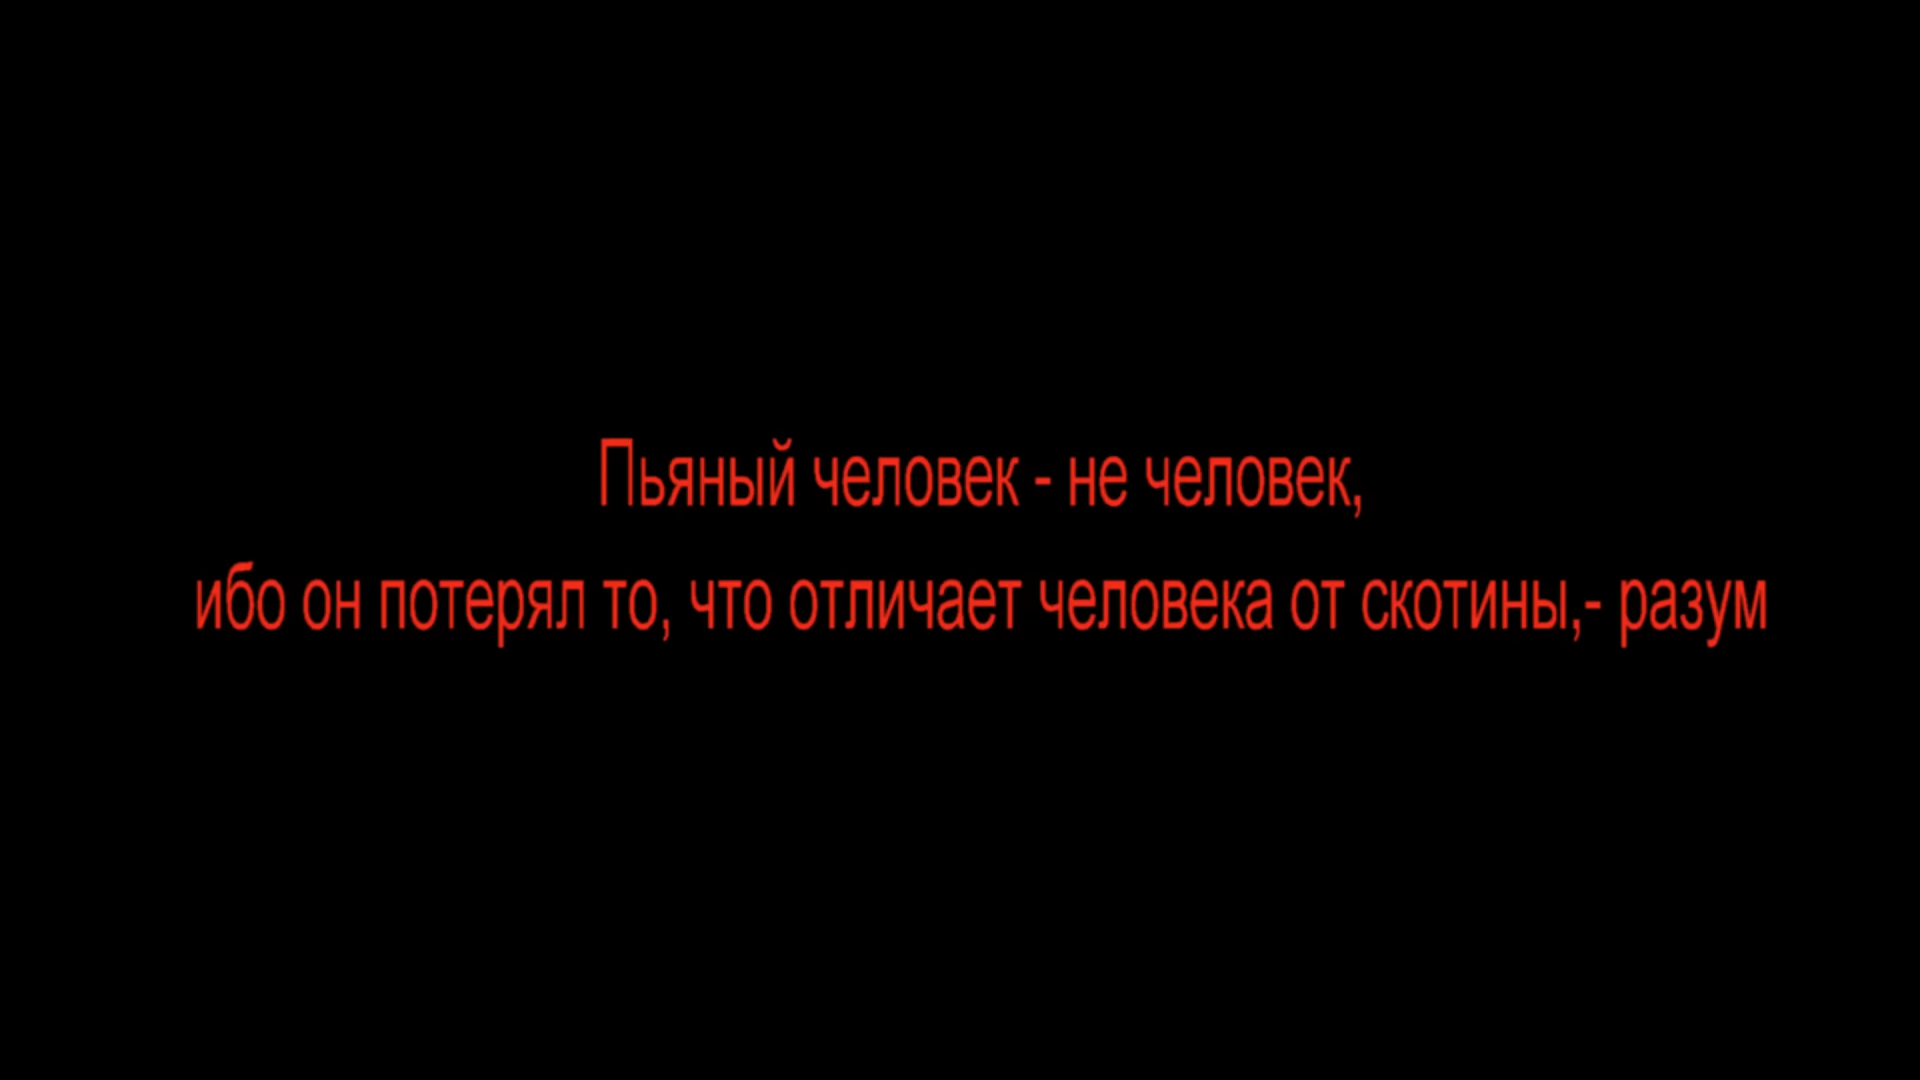 Пьяный человек - не человек,
ибо он потерял то, что отличает человека от скотины,- разум